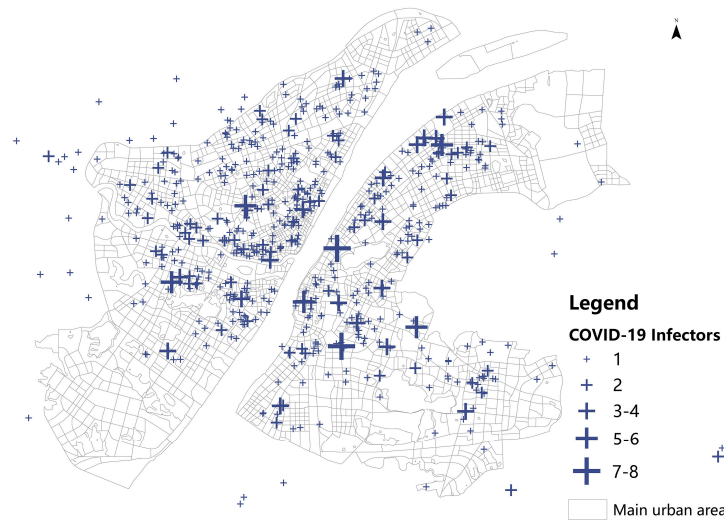 N
Legend
COVID-19 Infectors
1
2
3-4
5-6
7-8
Main urban area